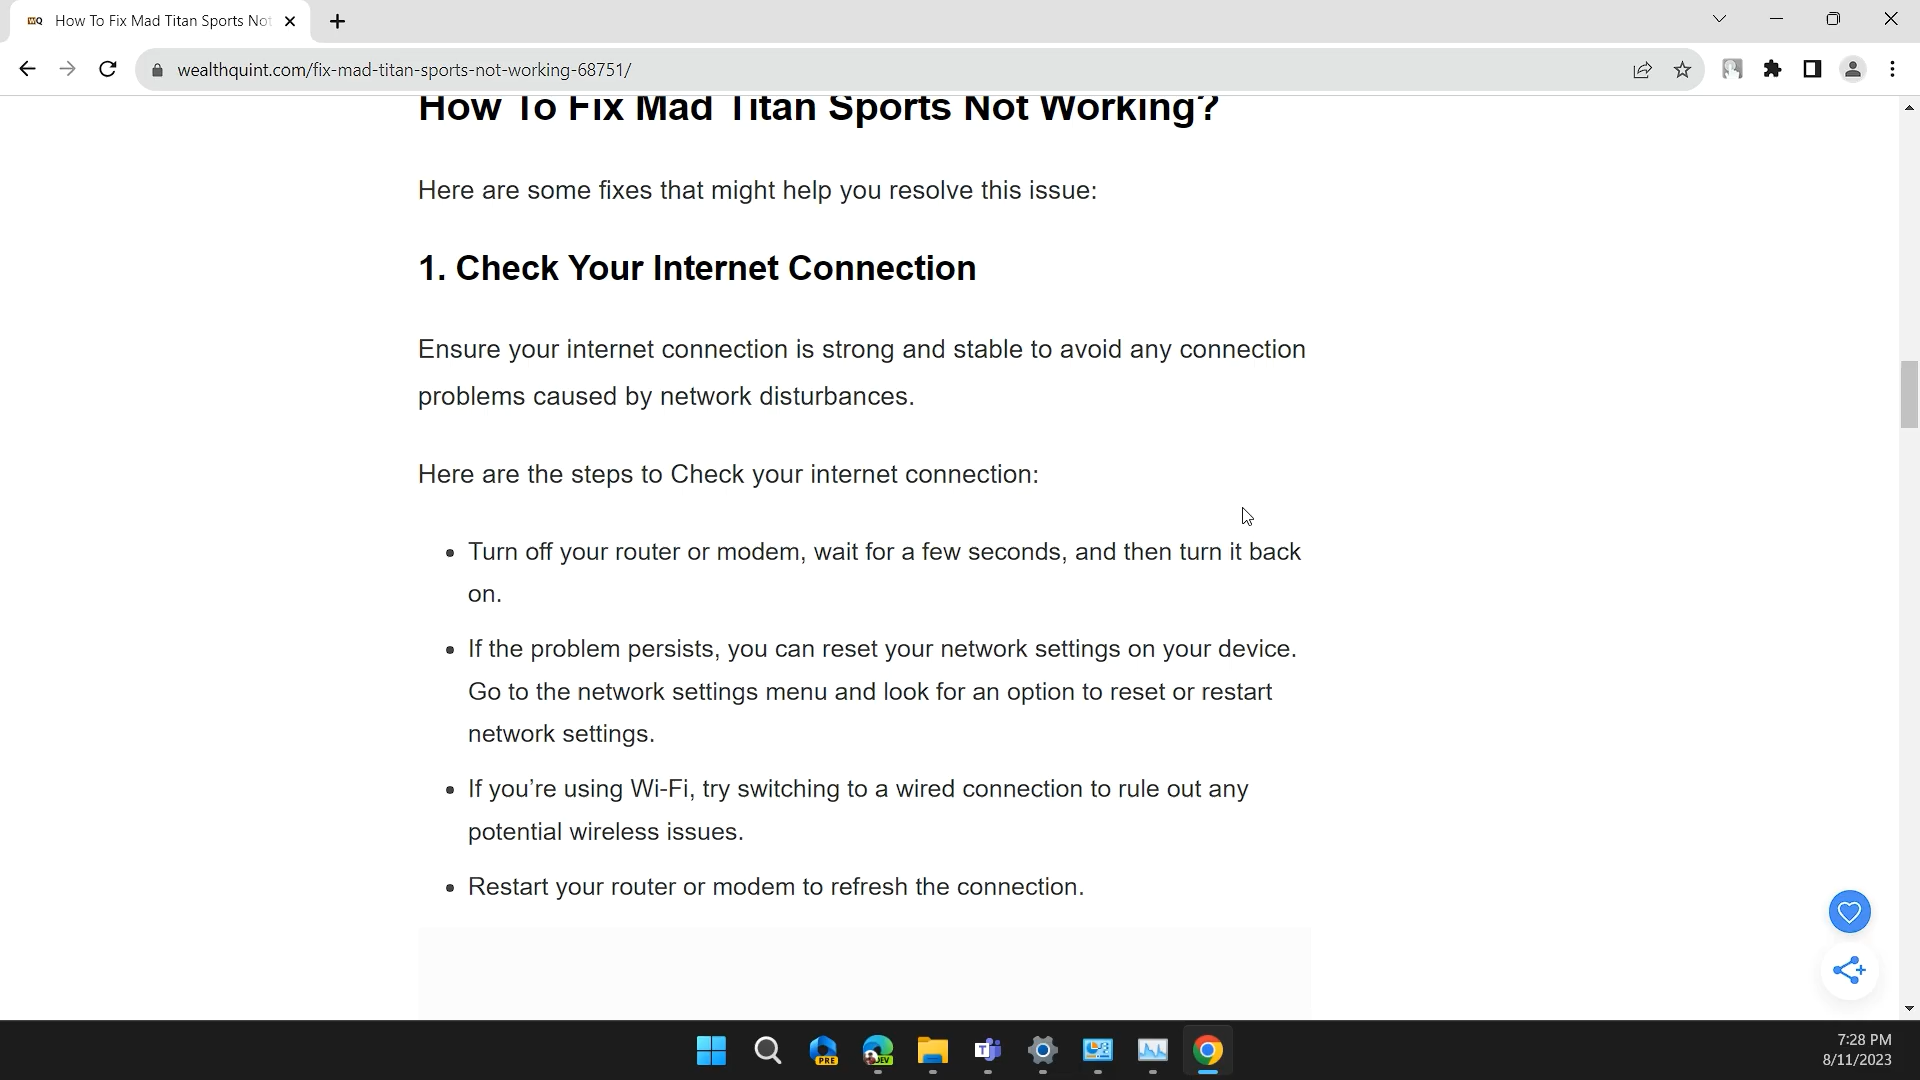 How To Fix Mad Titan Sports Not
wealthquint.com/fix-mad-titan-sports-not-working-68751/
How To Fix Mad Titan Sports Not Working?
Here are some fixes that might help you resolve this issue:
1. Check Your Internet Connection
Ensure your internet connection is strong and stable to avoid any connection
problems caused by network disturbances.
Here are the steps to Check your internet connection:
• Turn off your router or modem, wait for a few seconds, and then turn it back
on.
• If the problem persists, you can reset your network settings on your device.
Go to the network settings menu and look for an option to reset or restart
network settings.
• If you’re using Wi-Fi, try switching to a wired connection to rule out any
potential wireless issues.
• Restart your router or modem to refresh the connection.
PRE
DEV
7:28 PM
8/11/2023